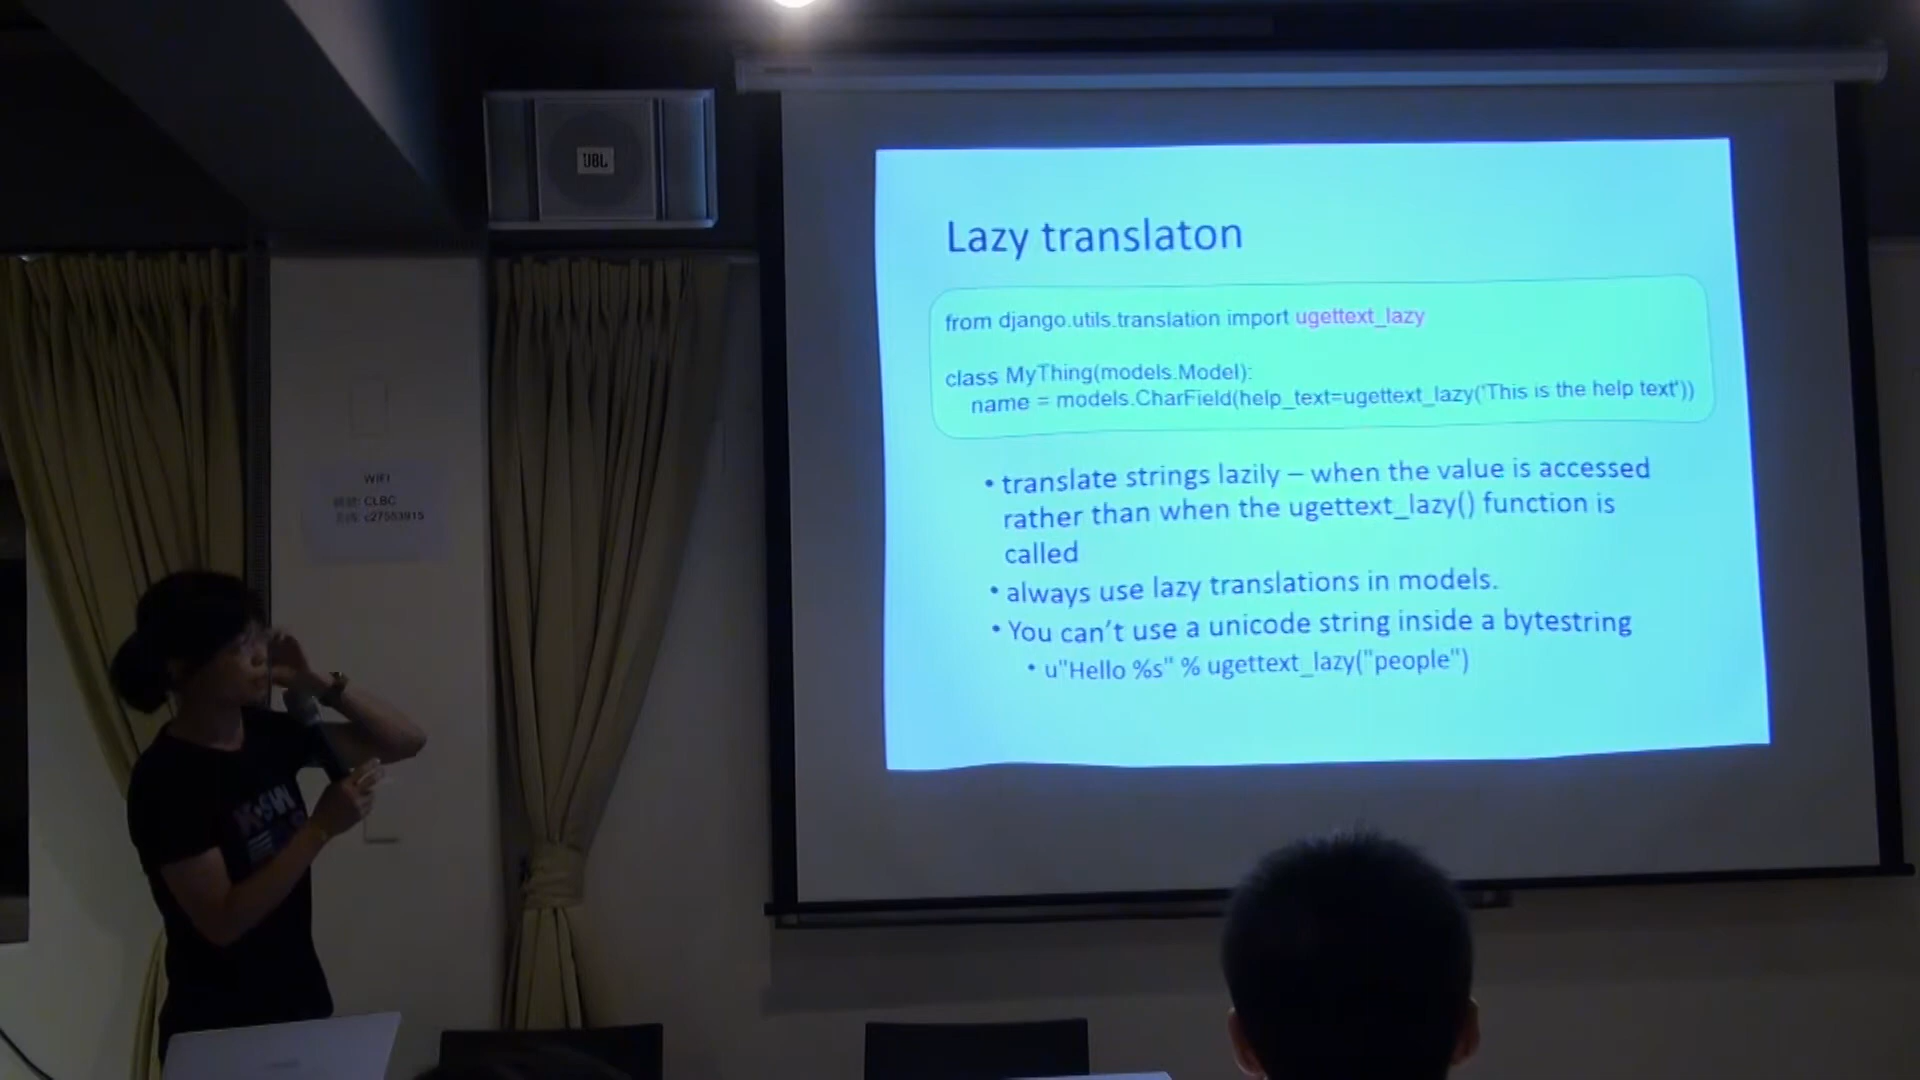 JBL
Lazy translaton
from django.utils.translation import ugettext_lazy
class MyThing(models.Model):
name = models.CharField(help_text=ugettext_lazy('This is the help text'))
• translate strings lazily – when the value is accessed
rather than when the ugettext_lazy() function is
called
• always use lazy translations in models.
• You can't use a unicode string inside a bytestring
• u"Hello %s" % ugettext_lazy("people")
WIFI
CLBC
c27553915